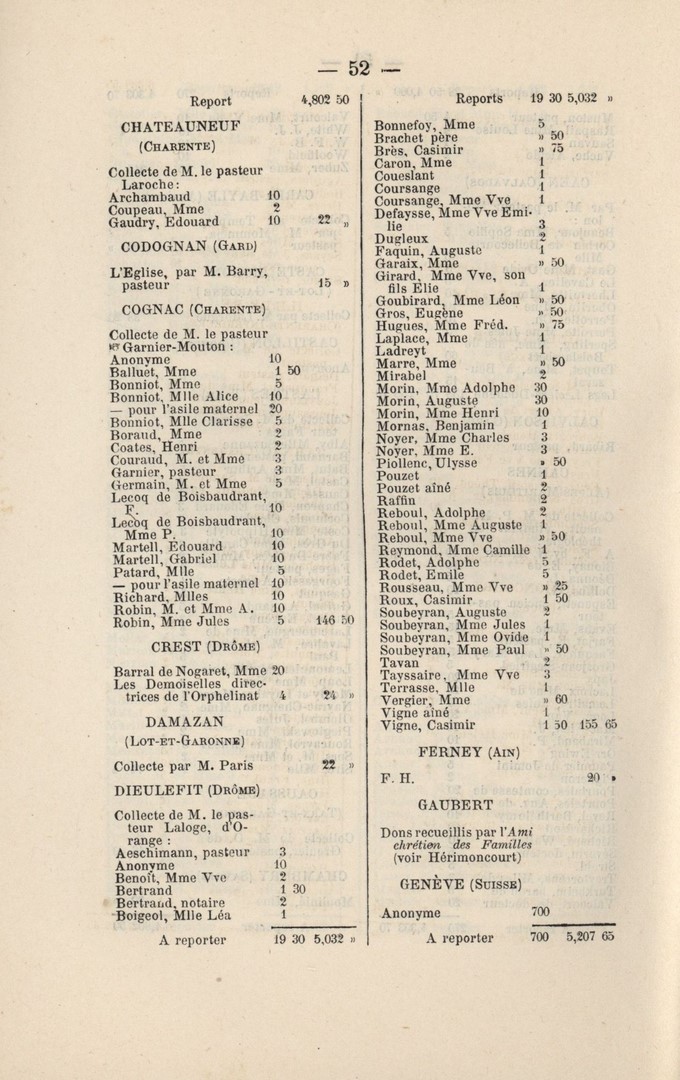 — 52 —
Report 4,802 50
CHATEAUNEUF
(CHARENTE)
Collecte de M. le pasteur
Laroche :
Archambaud 10
Coupeau, Mme 2
Gaudry, Edouard 10 22 »
CODOGNAN (GARD)
L'Eglise, par M. Barry,
pasteur 15 »
COGNAC (CHARENTE)
Collecte de M. le pasteur
Garnier-Mouton :
Anonyme 10
Balluet, Mme 1 50
Bonniot, Mme 5
Bonniot, Mlle Alice 10
— pour l'asile maternel 20
Bonniot, Mlle Clarisse 5
Boraud, Mme 2
Coates, Henri 2
Couraud, M. et Mme 3
Garnier, pasteur 3
Germain, M. et Mme 5
Lecoq de Boisbaudrant,
F. 10
Lecoq de Boisbaudrant,
Mme P. 10
Martell, Edouard 10
Martell, Gabriel 10
Patard, Mlle 5
— pour l'asile maternel 10
Richard, Mlles 10
Robin, M. et Mme A. 10
Robin, Mme Jules 5 146 50
CREST (DRÔME)
Barral de Nogaret, Mme 20
Les Demoiselles direc-
trices de l'Orphelinat 4 24 »
DAMAZAN
(LOT-ET-GARONNE)
Collecte par M. Paris 22 »
DIEULEFIT (DRÔME)
Collecte de M. le pas-
teur Laloge, d'O-
range :
Aeschimann, pasteur 3
Anonyme 10
Benoît, Mme Vve 2
Bertrand 1 30
Bertrand, notaire 2
Boigeol, Mlle Léa 1
A reporter 19 30 5,032 »
Reports 19 30 5,032 »
Bonnefoy, Mme 5
Brachet père » 50
Brès, Casimir » 75
Caron, Mme 1
Coueslant 1
Coursange 1
Coursange, Mme Vve 1
Defaysse, Mme Vve Emi-
lie 3
Dugleux 2
Faquin, Auguste 1
Garaix, Mme » 50
Girard, Mme Vve, son
fils Elie 1
Goubirard, Mme Léon » 50
Gros, Eugène » 50
Hugues, Mme Fréd. » 75
Laplace, Mme 1
Ladreyt 1
Marre, Mme » 50
Mirabel 2
Morin, Mme Adolphe 30
Morin, Auguste 30
Morin, Mme Henri 10
Mornas, Benjamin 1
Noyer, Mme Charles 3
Noyer, Mme E. 3
Piollenc, Ulysse » 50
Pouzet 1
Pouzet aîné 2
Raffin 2
Reboul, Adolphe 2
Reboul, Mme Auguste 1
Reboul, Mme Vve » 50
Reymond, Mme Camille 1
Rodet, Adolphe 5
Rodet, Emile 5
Rousseau, Mme Vve » 25
Roux, Casimir 1 50
Soubeyran, Auguste 2
Soubeyran, Mme Jules 1
Soubeyran, Mme Ovide 1
Soubeyran, Mme Paul » 50
Tavan 2
Tayssaire, Mme Vve 3
Terrasse, Mlle 1
Vergier, Mme » 60
Vigne aîné 1
Vigne, Casimir 1 50 155 65
FERNEY (AIN)
F. H. 20 »
GAUBERT
Dons recueillis par l'Ami
chrétien des Familles
(voir Hérimoncourt)
GENÈVE (SUISSE)
Anonyme 700
A reporter 700 5,207 65